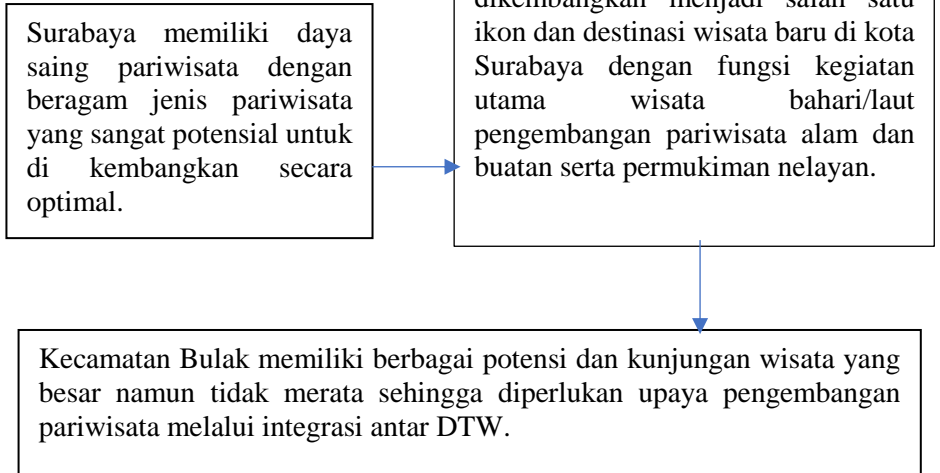 Surabaya memiliki daya
saing pariwisata dengan
beragam jenis pariwisata
yang sangat potensial untuk
di kembangkan secara
optimal.
dikembangkan menjadi salah satu
ikon dan destinasi wisata baru di kota
Surabaya dengan fungsi kegiatan
utama wisata bahari/laut
pengembangan pariwisata alam dan
buatan serta permukiman nelayan.
Kecamatan Bulak memiliki berbagai potensi dan kunjungan wisata yang
besar namun tidak merata sehingga diperlukan upaya pengembangan
pariwisata melalui integrasi antar DTW.